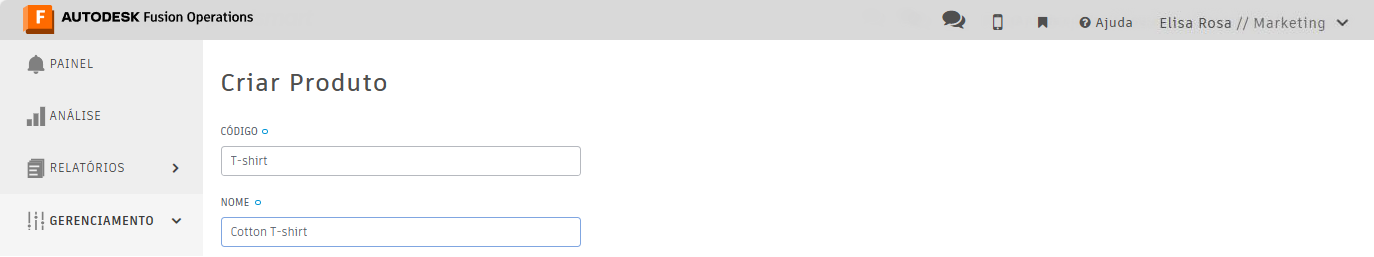 F AUTODESK Fusion Operations
Ajuda
Elisa Rosa // Marketing
PAINEL
ANÁLISE
RELATÓRIOS
GERENCIAMENTO
Criar Produto
CÓDIGO
T-shirt
NOME
Cotton T-shirt